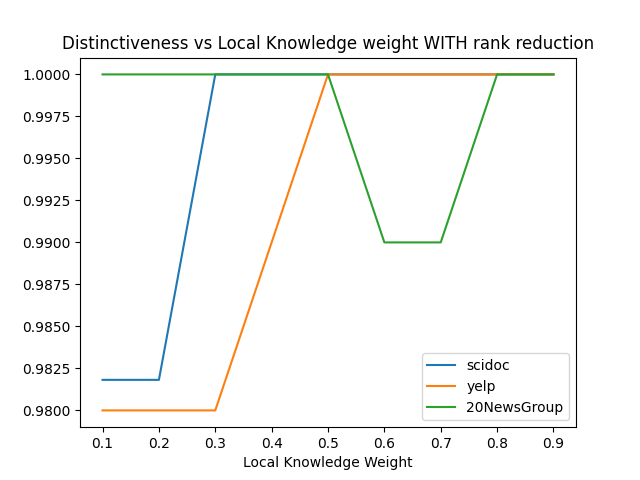 Distinctiveness vs Local Knowledge weight WITH rank reduction
1.0000
0.9975
0.9950
0.9925
0.9900
0.9875
0.9850
0.9825
0.9800
scidoc
yelp
20NewsGroup
0.1 0.2 0.3 0.4 0.5 0.6 0.7 0.8 0.9
Local Knowledge Weight